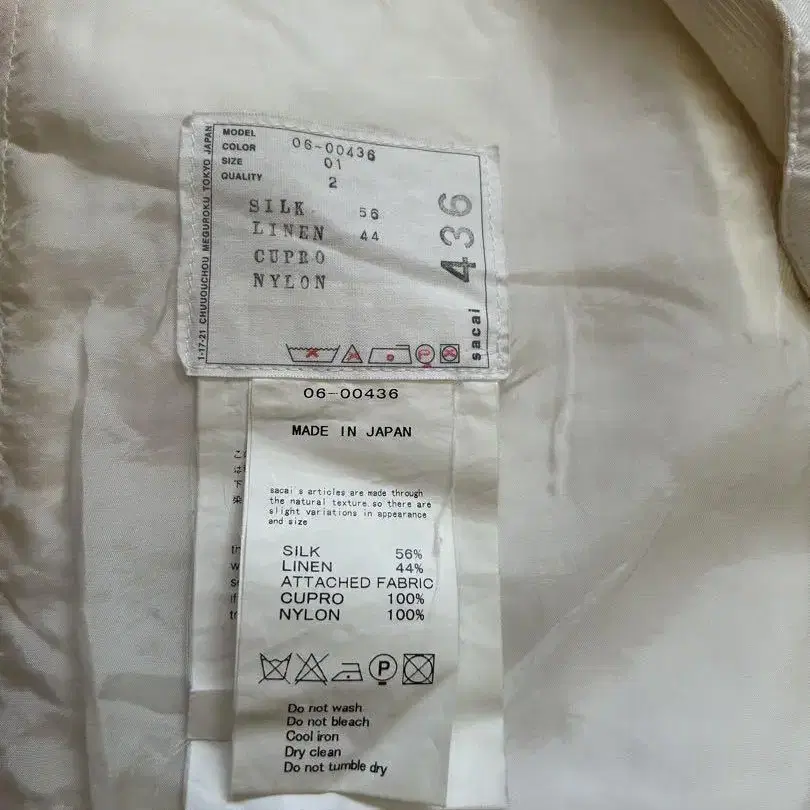 MODEL 06-00436
COLOR 01
SIZE 2
QUALITY
SILK 56
LINEN 44
CUPRO
NYLON
436
sacai
1-17-21 CHUUOUCHOU MEGUROKU TOKYO JAPAN
06-00436
MADE IN JAPAN
sacai's articles are made through
the natural texture.so there are
slight variations in appearance
and size
SILK 56%
LINEN 44%
ATTACHED FABRIC
CUPRO 100%
NYLON 100%
P
Do not wash
Do not bleach
Cool iron
Dry clean
Do not tumble dry